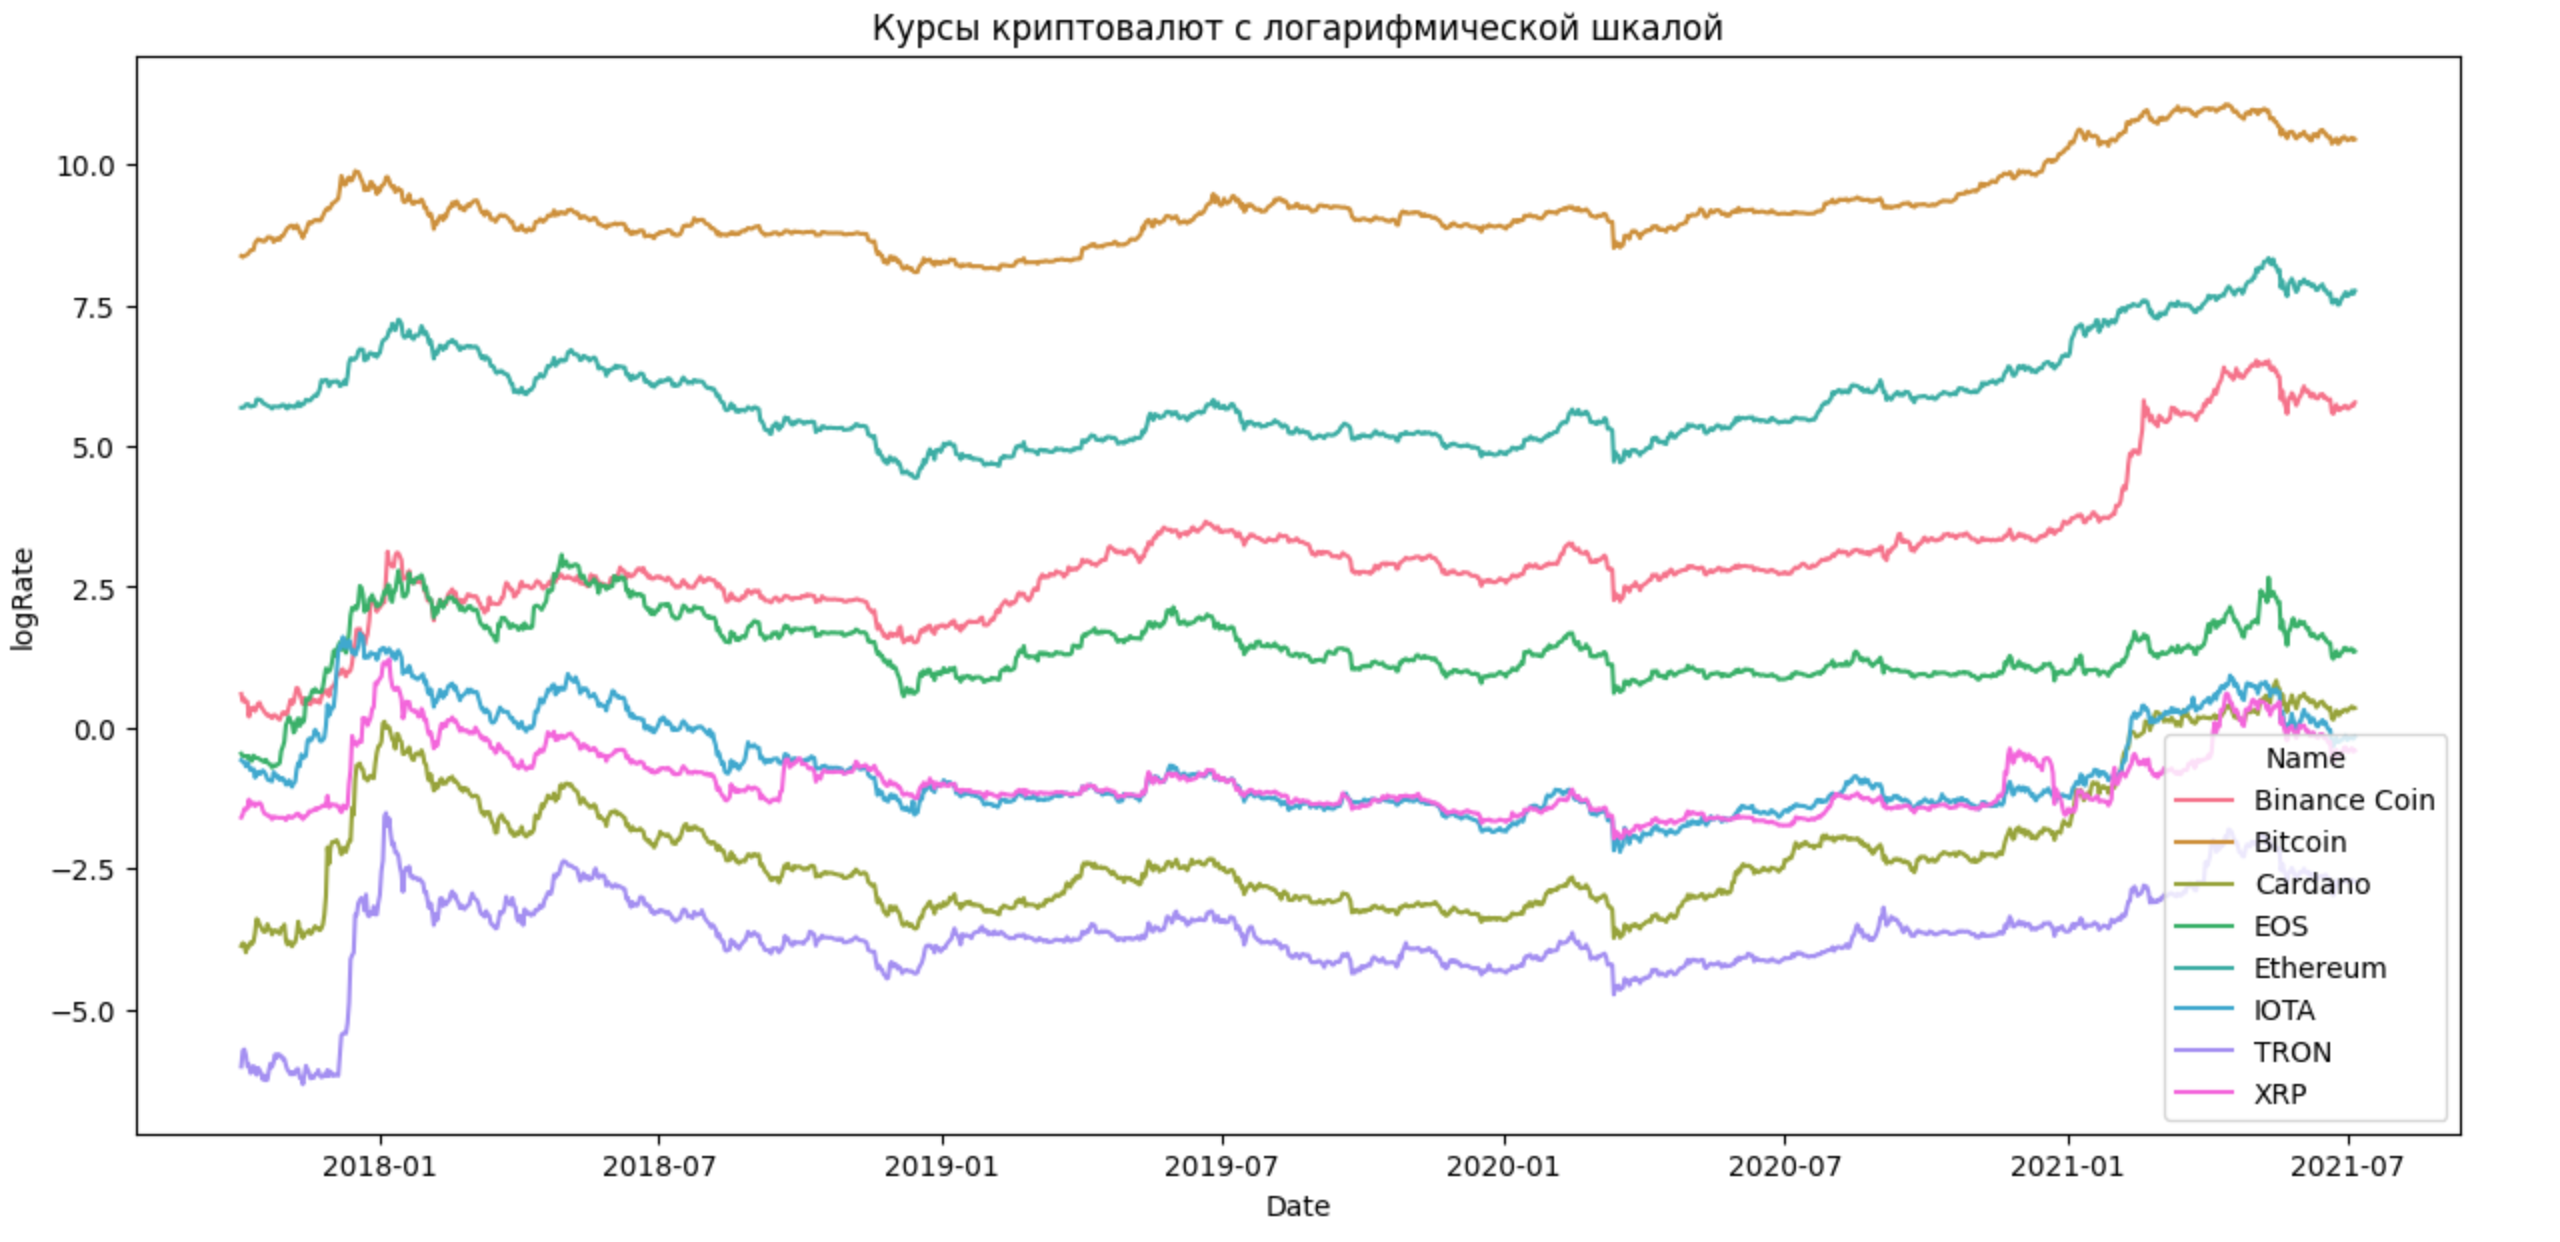 Курсы криптовалют с логарифмической шкалой
logRate
10.0
7.5
5.0
2.5
0.0
−2.5
−5.0
2018-01
2018-07
2019-01
2019-07
2020-01
2020-07
2021-01
2021-07
Date
Name
Binance Coin
Bitcoin
Cardano
EOS
Ethereum
IOTA
TRON
XRP